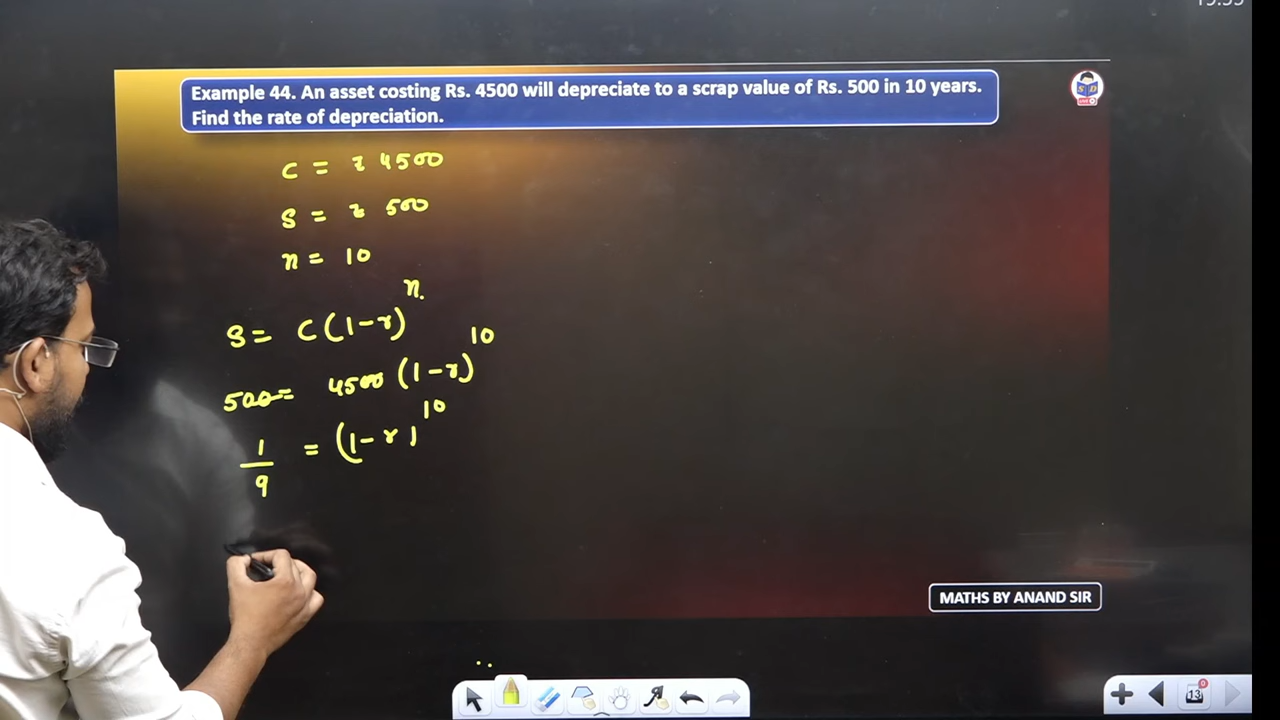 Example 44. An asset costing Rs. 4500 will depreciate to a scrap value of Rs. 500 in 10 years.
Find the rate of depreciation.
C = ₹ 4500
S = ₹ 500
n = 10
S = C(1-r)^n
500 = 4500 (1-r)^10
1/9 = (1-r)^10
MATHS BY ANAND SIR
13